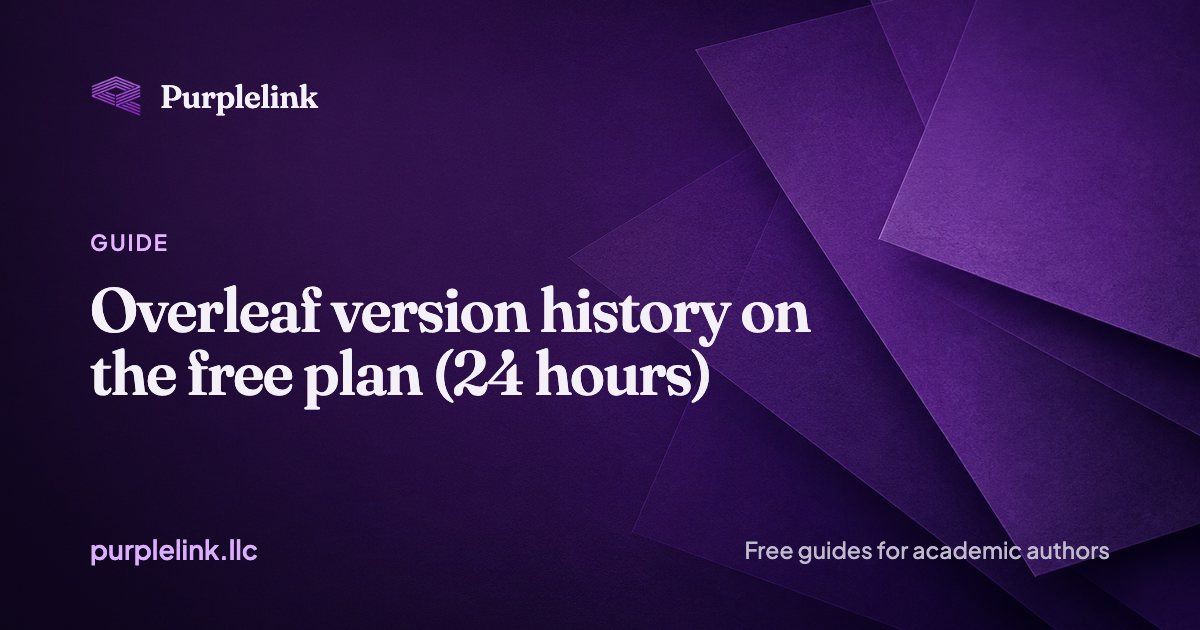 Purplelink
GUIDE
Overleaf version history on
the free plan (24 hours)
purplelink.llc
Free guides for academic authors